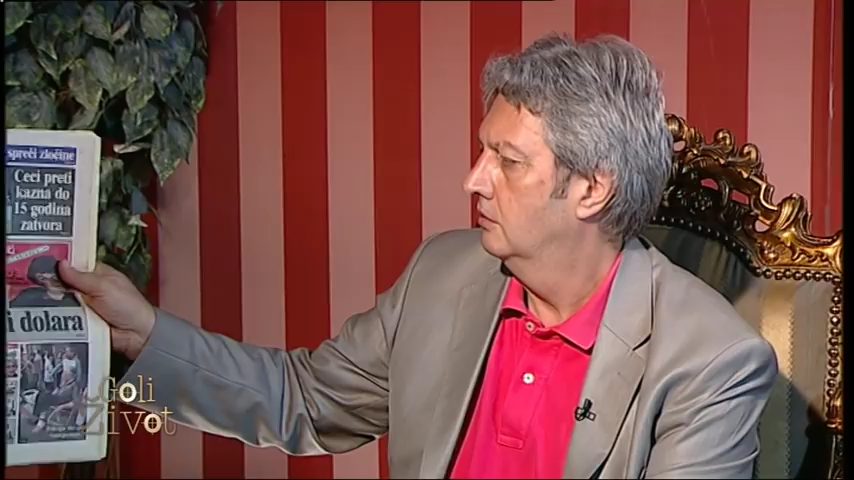 spreči zločine
Ceci preti
kazna do
15 godina
zatvora
i dolara
Goli
Život